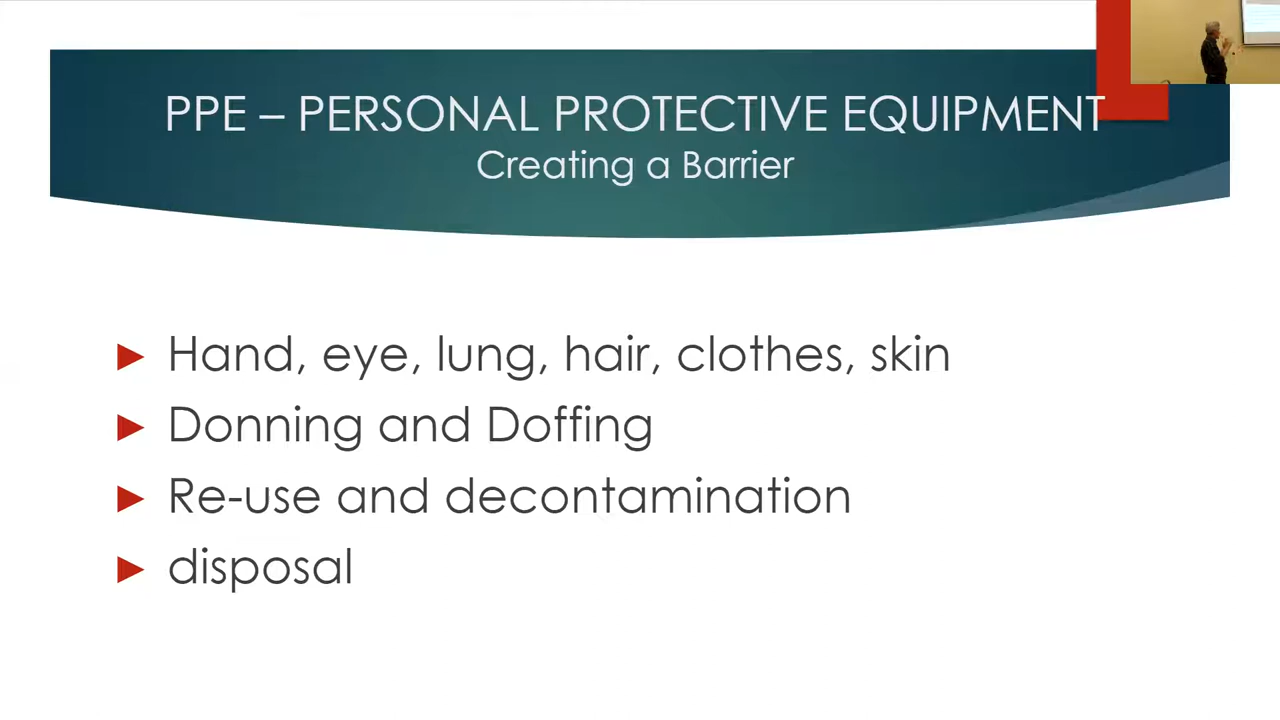 PPE – PERSONAL PROTECTIVE EQUIPMENT
Creating a Barrier
Hand, eye, lung, hair, clothes, skin
Donning and Doffing
Re-use and decontamination
disposal